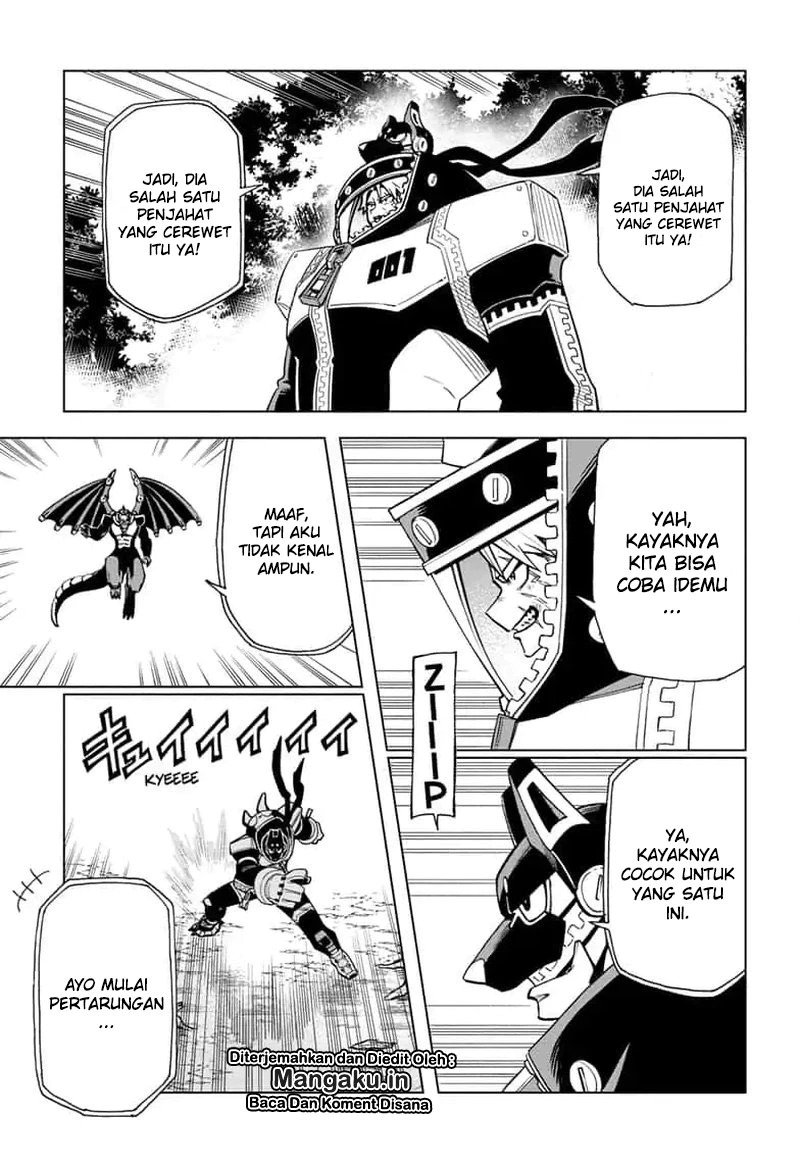 JADI,
DIA SALAH
SATU PENJAHAT
YANG CEREWET
ITU YA!
JADI, DIA
SALAH SATU
PENJAHAT
YANG CEREWET
ITU YA!
001
YAH,
KAYAKNYA
KITA BISA
COBA IDEMU
...
MAAF,
TAPI AKU
TIDAK KENAL
AMPUN.
ZIIIP
YA,
KAYAKNYA
COCOK UNTUK
YANG SATU
INI.
キュイイイイイ
KYEEEE
AYO MULAI
PERTARUNGAN
...
Diterjemahkan dan Diedit Oleh :
Mangaku.in
Baca Dan Koment Disana